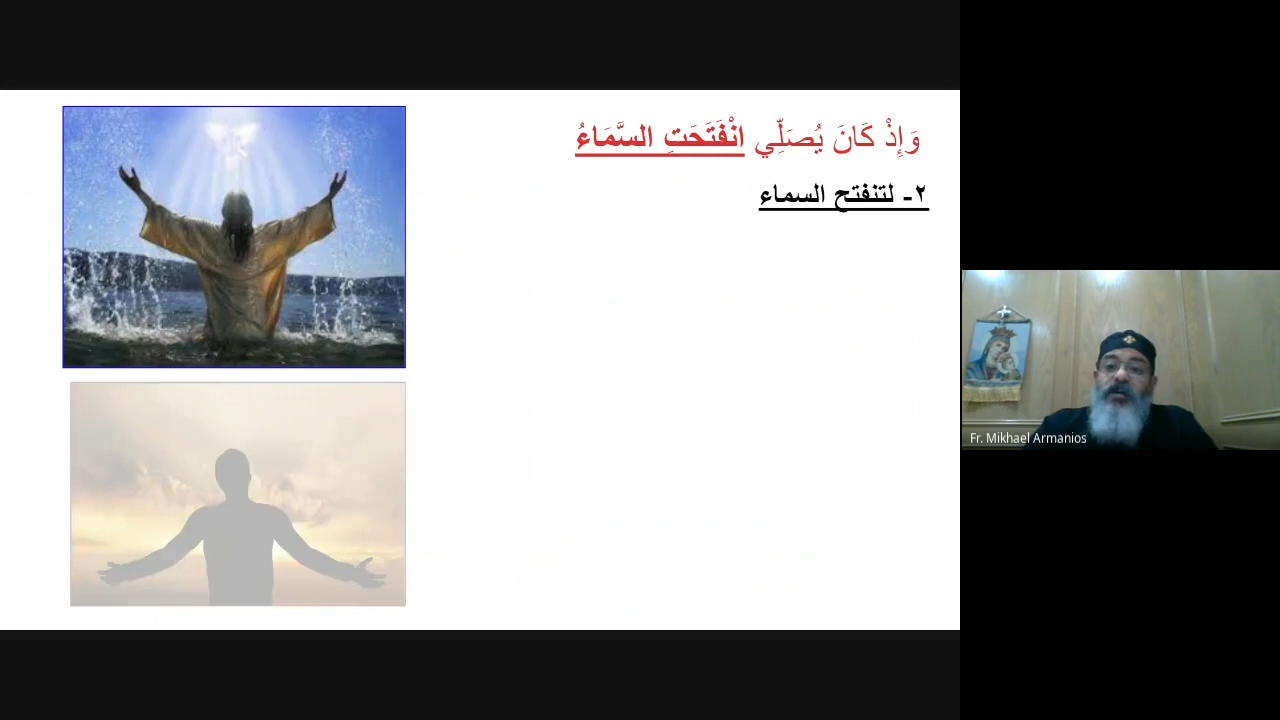 وَإِذْ كَانَ يُصَلِّي انْفَتَحَتِ السَّمَاءُ
٢- لتنفتح السماء
Fr. Mikhael Armanios